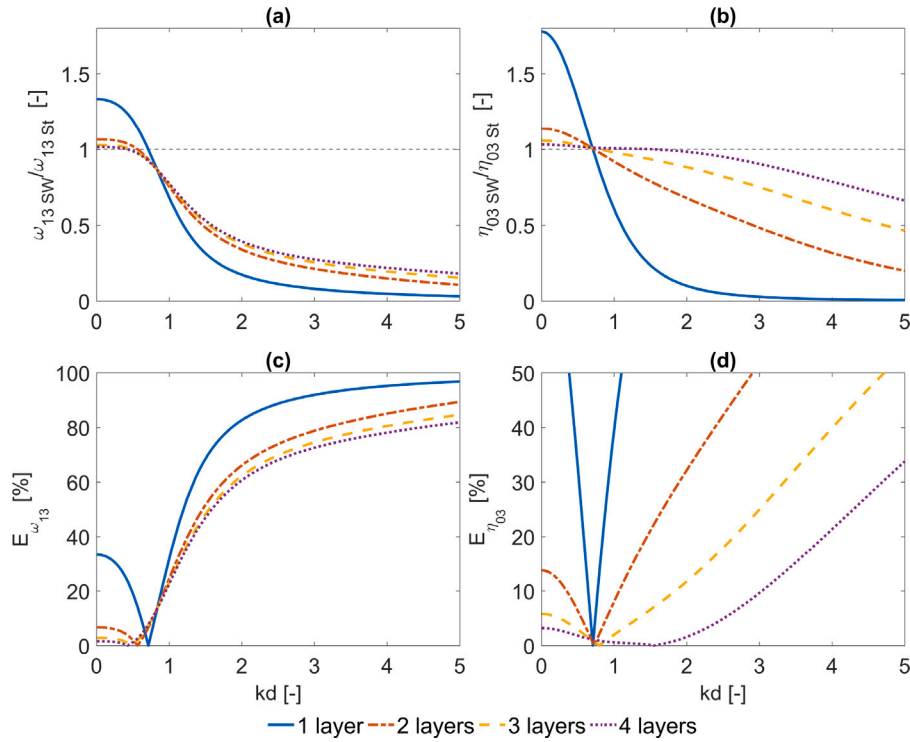 (a)
ω13 SW/ω13 St [-]
1.5
1
0.5
0
0 1 2 3 4 5
(b)
η03 SW/η03 St [-]
1.5
1
0.5
0
0 1 2 3 4 5
(c)
Eω13 [%]
100
80
60
40
20
0
0 1 2 3 4 5
kd [-]
(d)
Eη03 [%]
50
40
30
20
10
0
0 1 2 3 4 5
kd [-]
1 layer 2 layers 3 layers 4 layers